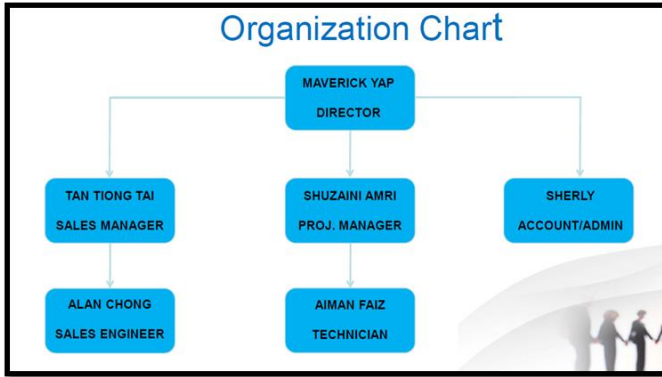 Organization Chart
MAVERICK YAP
DIRECTOR
TAN TIONG TAI
SALES MANAGER
SHUZAINI AMRI
PROJ. MANAGER
SHERLY
ACCOUNT/ADMIN
ALAN CHONG
SALES ENGINEER
AIMAN FAIZ
TECHNICIAN